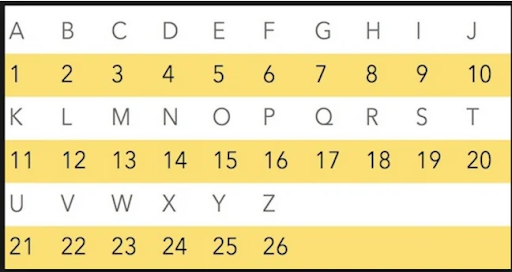 A B C D E F G H I J
1 2 3 4 5 6 7 8 9 10
K L M N O P Q R S T
11 12 13 14 15 16 17 18 19 20
U V W X Y Z
21 22 23 24 25 26